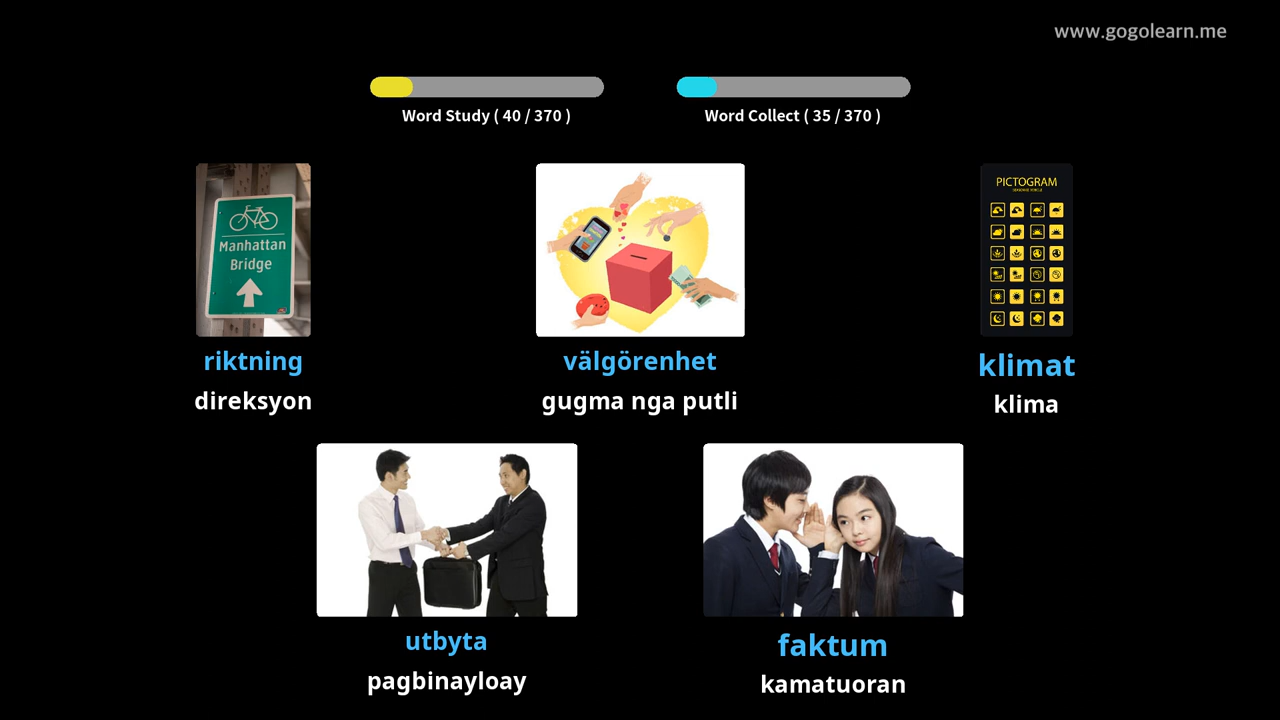 www.gogolearn.me
Word Study ( 40 / 370 )
Word Collect ( 35 / 370 )
Manhattan
Bridge
PICTOGRAM
riktning
direksyon
välgörenhet
gugma nga putli
klimat
klima
utbyta
pagbinayloay
faktum
kamatuoran